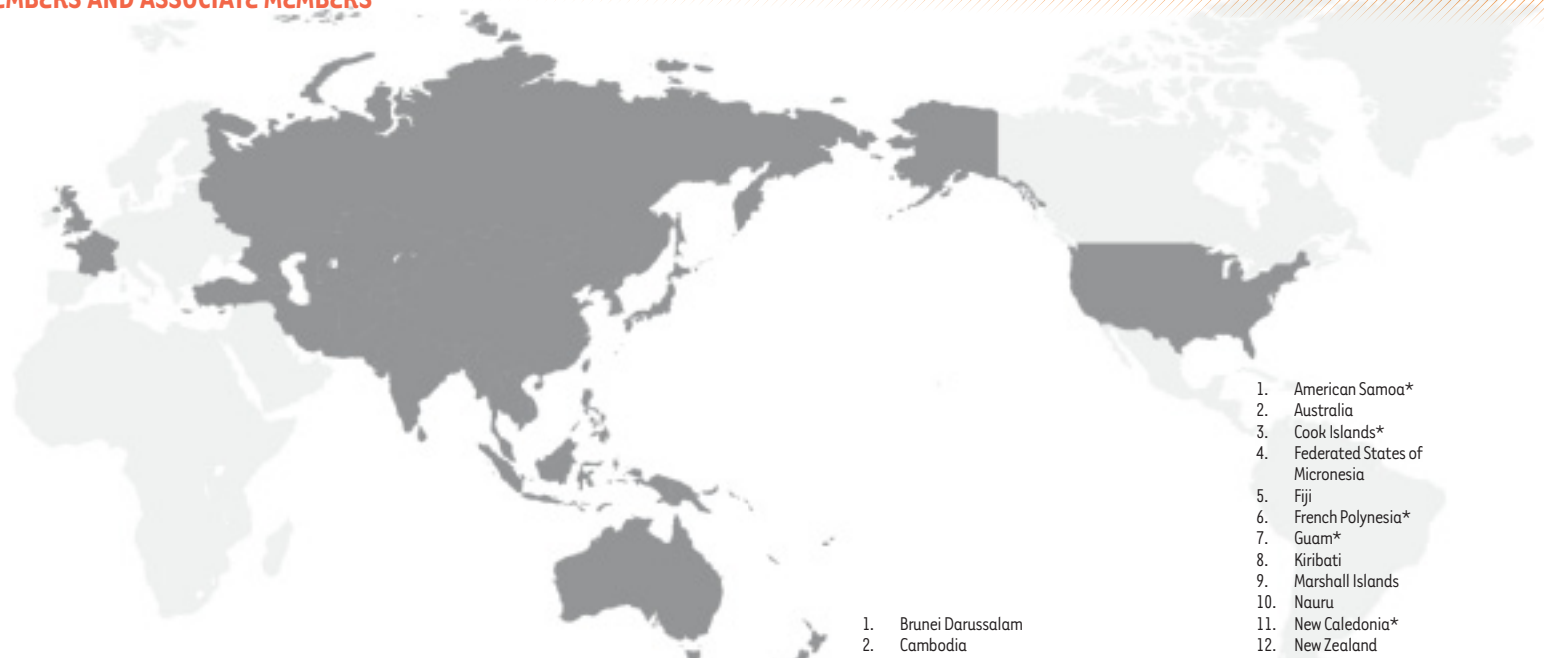 EMBERS AND ASSOCIATE MEMBERS
1. American Samoa*
2. Australia
3. Cook Islands*
4. Federated States of
Micronesia
5. Fiji
6. French Polynesia*
7. Guam*
8. Kiribati
9. Marshall Islands
10. Nauru
11. New Caledonia*
12. New Zealand
1. Brunei Darussalam
2. Cambodia